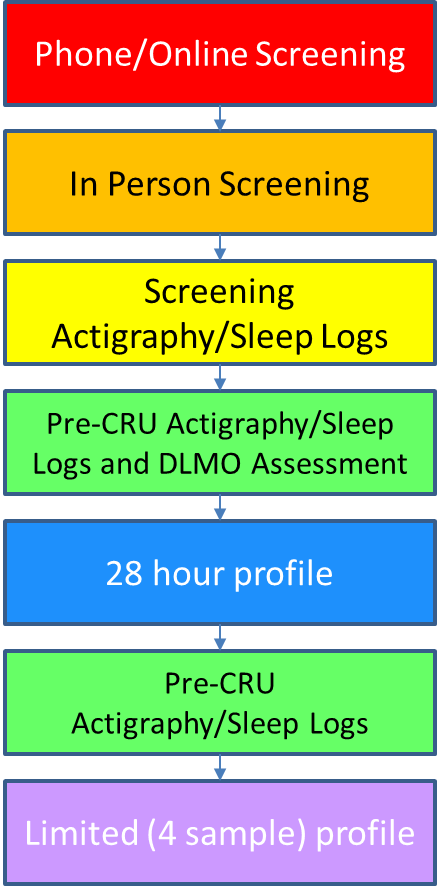 Phone/Online Screening
In Person Screening
Screening
Actigraphy/Sleep Logs
Pre-CRU Actigraphy/Sleep
Logs and DLMO Assessment
28 hour profile
Pre-CRU
Actigraphy/Sleep Logs
Limited (4 sample) profile